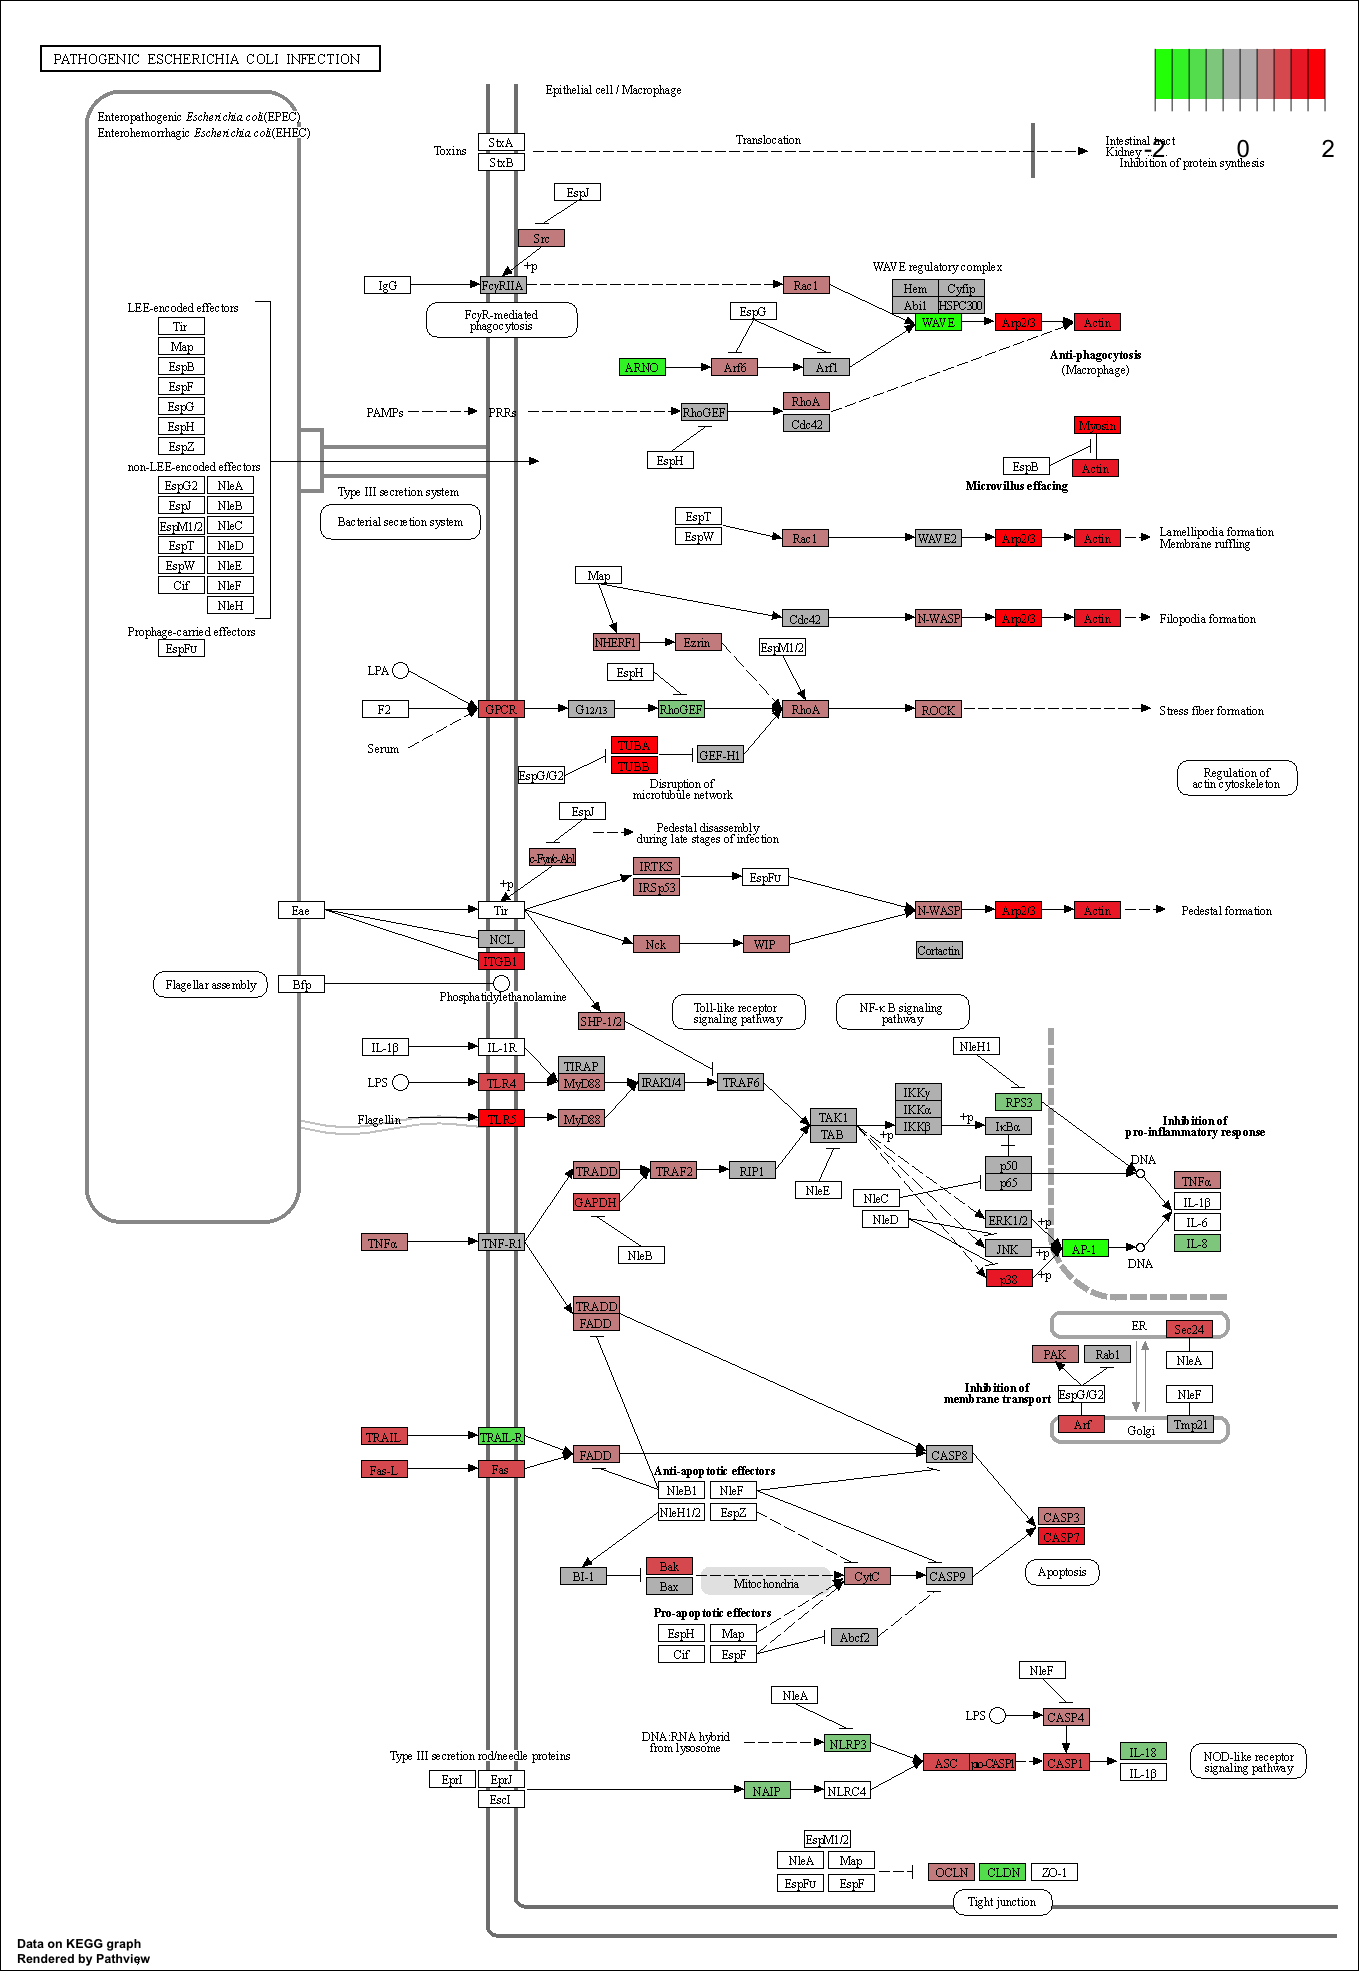 PATHOGENIC ESCHERICHIA COLI INFECTION
-2 0 2
Enteropathogenic Escherichia coli(EPEC)
Enterohemorrhagic Escherichia coli(EHEC)
Epithelial cell / Macrophage
Toxins
StxA
StxB
Translocation
Intestinal tract
Kidney ......
Inhibition of protein synthesis
EspJ
Src
+p
IgG
FcγRIIA
FcγR-mediated
phagocytosis
Rac1
WAVE regulatory complex
Hem Cyfip
Abi1 HSPC300
WAVE Arp2/3 Actin
EspG
ARNO Arf6 Arf1
Anti-phagocytosis
(Macrophage)
PAMPs PRRs RhoGEF RhoA
Cdc42
EspH
Myosin
EspB Actin
Microvillus effacing
LEE-encoded effectors
Tir
Map
EspB
EspF
EspG
EspH
EspZ
non-LEE-encoded effectors
EspG2 NleA
EspJ NleB
EspM1/2 NleC
EspT NleD
EspW NleE
Cif NleF
NleH
Prophage-carried effectors
EspFu
Type III secretion system
Bacterial secretion system
EspT
EspW
Rac1 WAVE2 Arp2/3 Actin
Lamellipodia formation
Membrane ruffling
Map
Cdc42 N-WASP Arp2/3 Actin Filopodia formation
NHERF1 Ezrin EspM1/2
LPA
EspH
F2 GPCR G12/13 RhoGEF RhoA ROCK Stress fiber formation
Serum
TUBA
TUBB
GEF-H1
EspG/G2
Disruption of
microtubule network
Regulation of
actin cytoskeleton
EspJ
Pedestal disassembly
during late stages of infection
c-Fyn/c-Abl
+p
IRTKS
IRSp53
EspFu
Eae Tir N-WASP Arp2/3 Actin Pedestal formation
NCL
ITGB1
Nck WIP
Cortactin
Flagellar assembly
Bfp
Phosphatidylethanolamine
SHP-1/2
Toll-like receptor
signaling pathway
NF-κ B signaling
pathway
IL-1β IL-1R
NleH1
TIRAP
LPS TLR4 MyD88 IRAK1/4 TRAF6
Flagellin TLR5 MyD88
TAK1
TAB
+p
IKKγ
IKKα
IKKβ
+p
IκBα
RPS3
p50
p65
Inhibition of
pro-inflammatory response
DNA
TNFα
IL-1β
IL-6
IL-8
TRADD TRAF2 RIP1
GAPDH
NleE
NleC
NleD
ERK1/2 +p
JNK +p
p38 +p
AP-1
DNA
TNFα TNF-R1
NleB
TRADD
FADD
ER Sec24
PAK Rab1 NleA
Inhibition of
membrane transport
EspG/G2 NleF
Arf Golgi Tmp21
TRAIL TRAIL-R
Fas-L Fas
FADD
CASP8
Anti-apoptotic effectors
NleB1 NleF
NleH1/2 EspZ
CASP3
CASP7
Apoptosis
BI-1
Bak
Bax
Mitochondria
CytC CASP9
Pro-apoptotic effectors
EspH Map
Cif EspF
Abcf2
NleF
NleA
LPS CASP4
DNA:RNA hybrid
from lysosome
NLRP3
ASC pro-CASP1 CASP1
IL-18
IL-1β
NOD-like receptor
signaling pathway
Type III secretion rod/needle proteins
EprI EprJ
EscI
NAIP NLRC4
EspM1/2
NleA Map
EspFu EspF
OCLN CLDN ZO-1
Tight junction
Data on KEGG graph
Rendered by Pathview